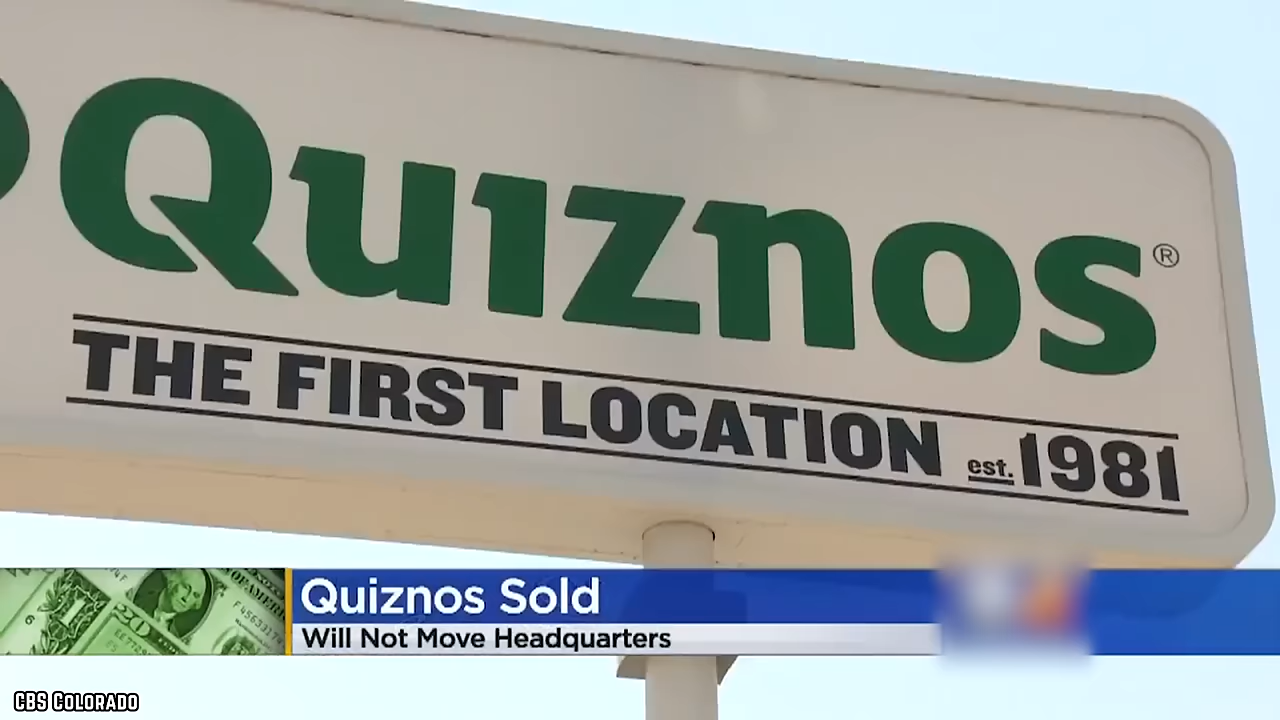 Quiznos®
THE FIRST LOCATION est. 1981
Quiznos Sold
Will Not Move Headquarters
CBS COLORADO